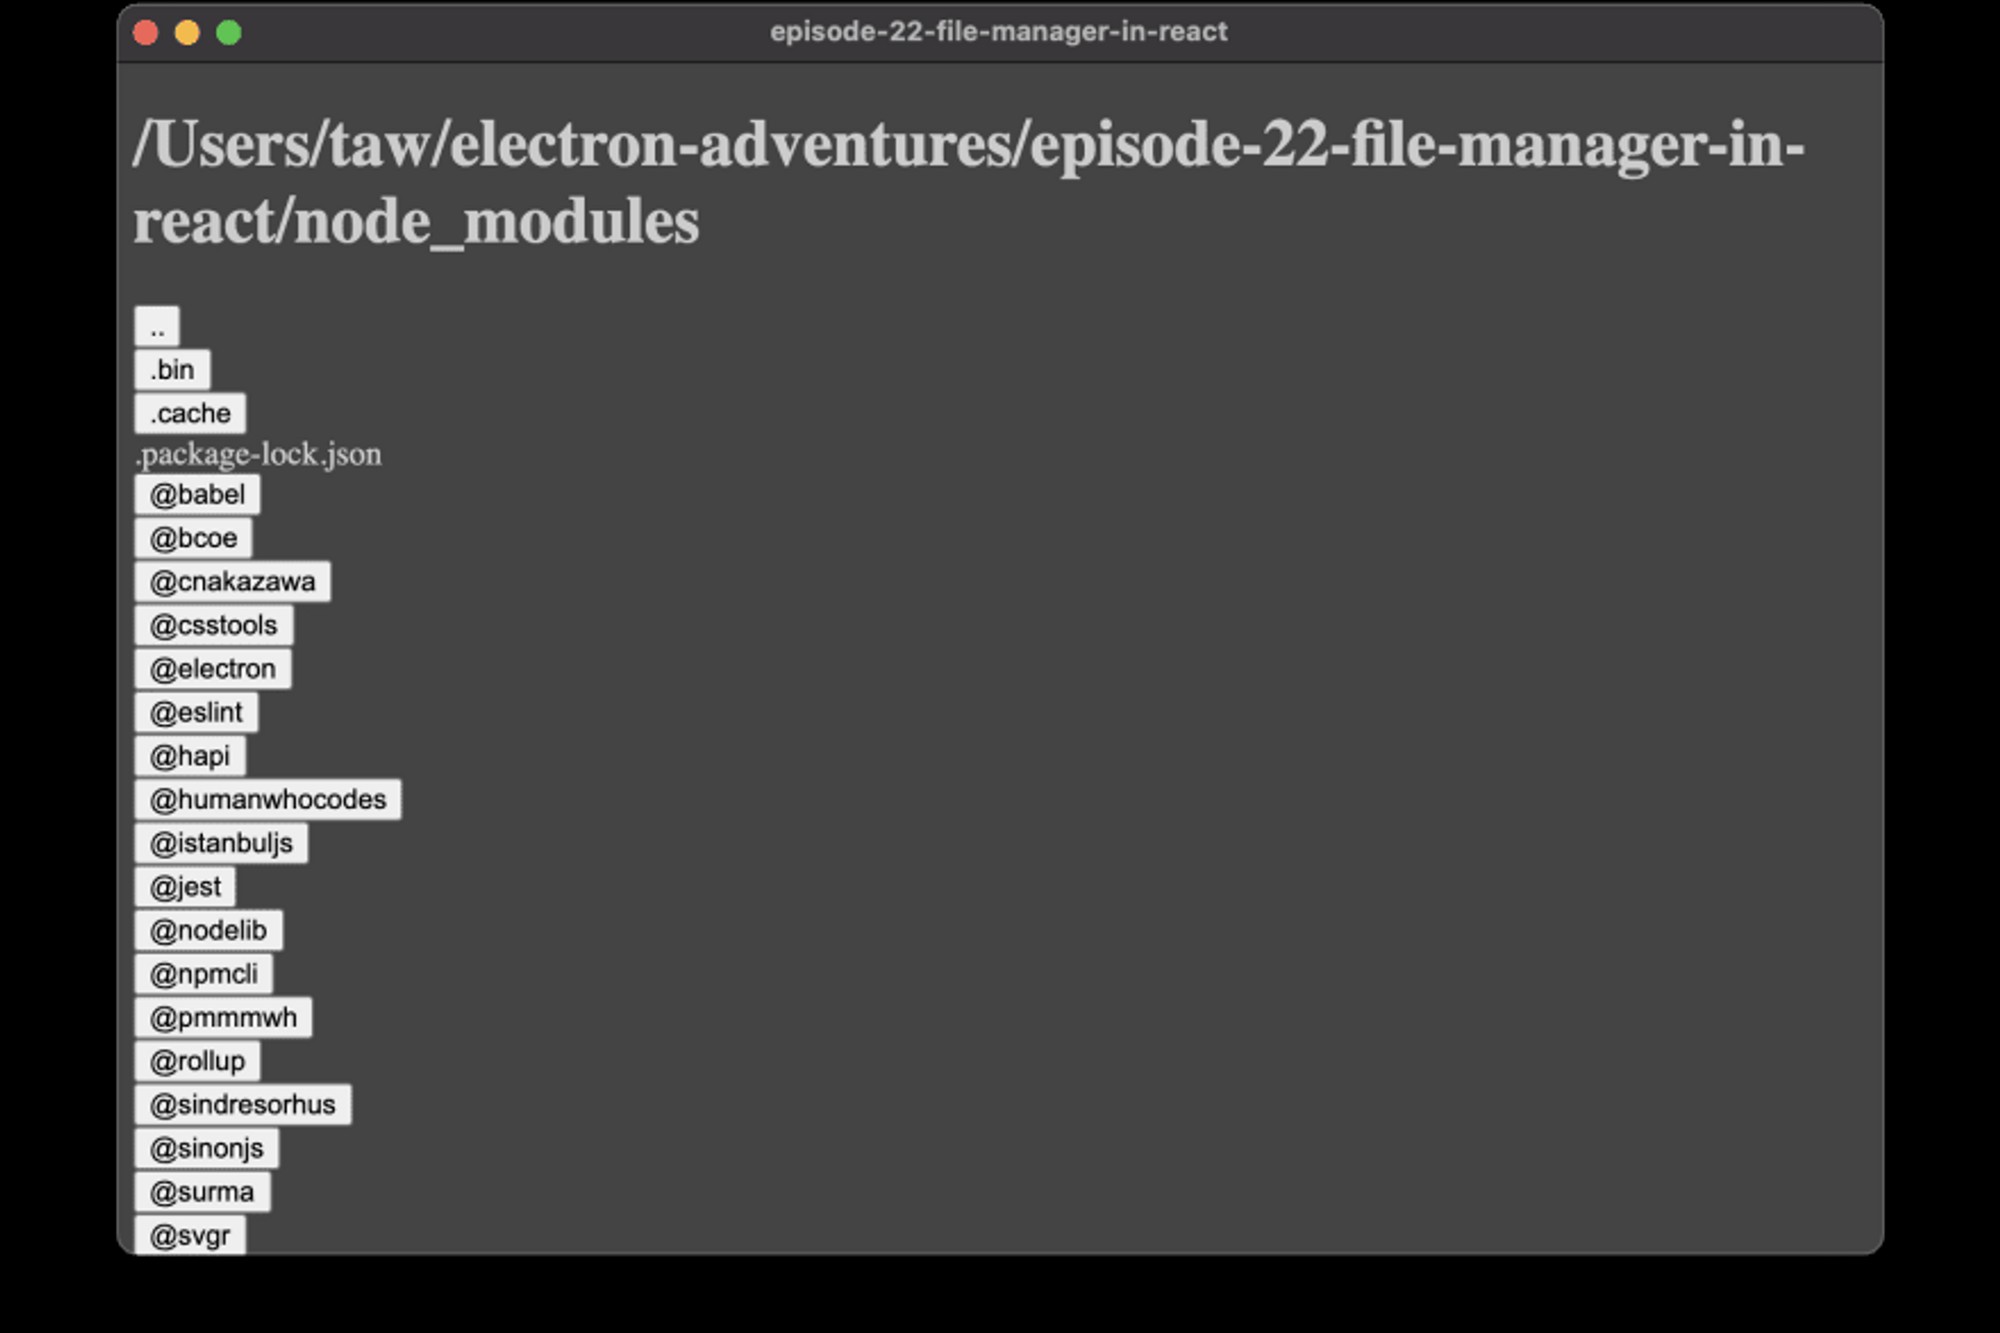 episode-22-file-manager-in-react
/Users/taw/electron-adventures/episode-22-file-manager-in-
react/node_modules
..
.bin
.cache
.package-lock.json
@babel
@bcoe
@cnakazawa
@csstools
@electron
@eslint
@hapi
@humanwhocodes
@istanbuljs
@jest
@nodelib
@npmcli
@pmmmwh
@rollup
@sindresorhus
@sinonjs
@surma
@svgr